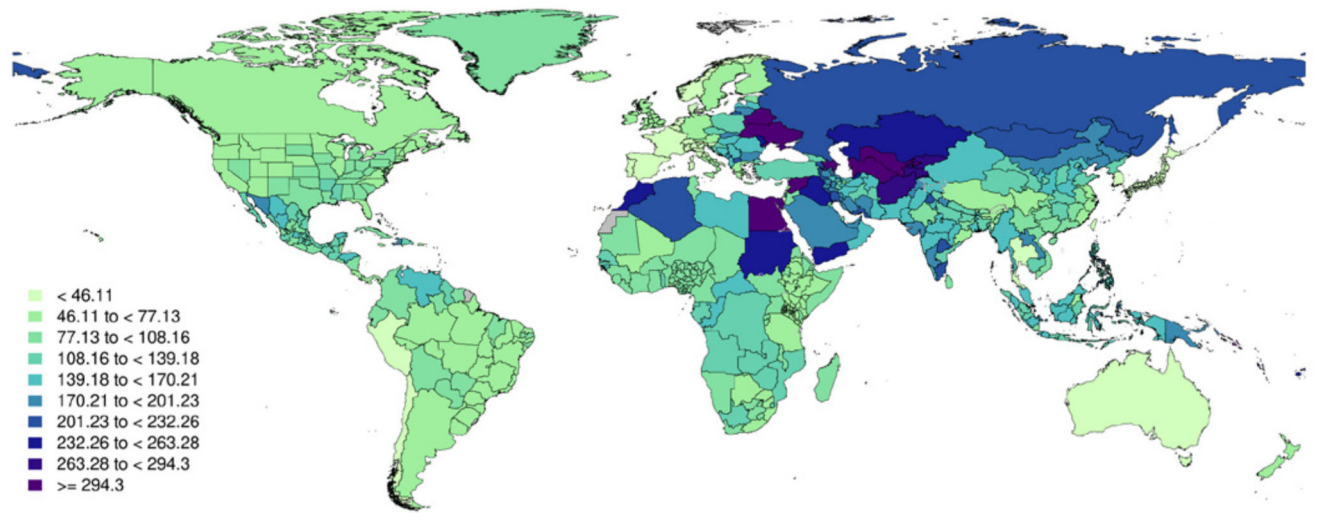 < 46.11
46.11 to < 77.13
77.13 to < 108.16
108.16 to < 139.18
139.18 to < 170.21
170.21 to < 201.23
201.23 to < 232.26
232.26 to < 263.28
263.28 to < 294.3
>= 294.3